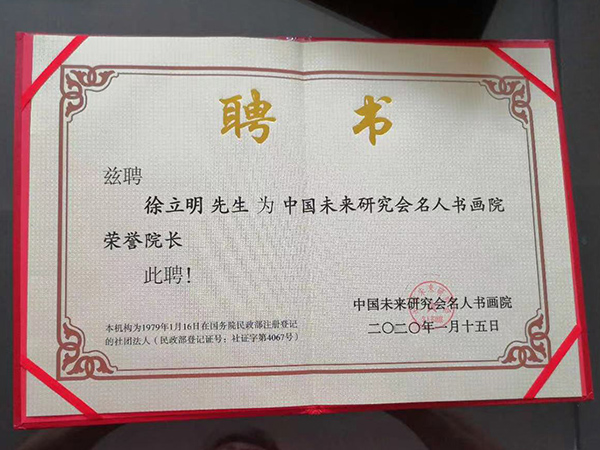 聘书
兹聘
徐立明 先生 为 中国未来研究会名人书画院
荣誉院长
此聘！
中国未来研究会名人书画院
二〇二〇年一月十五日
本机构为1979年1月16在国务院民政部注册登记
的社团法人（民政部登记证号：社证字第4067号）